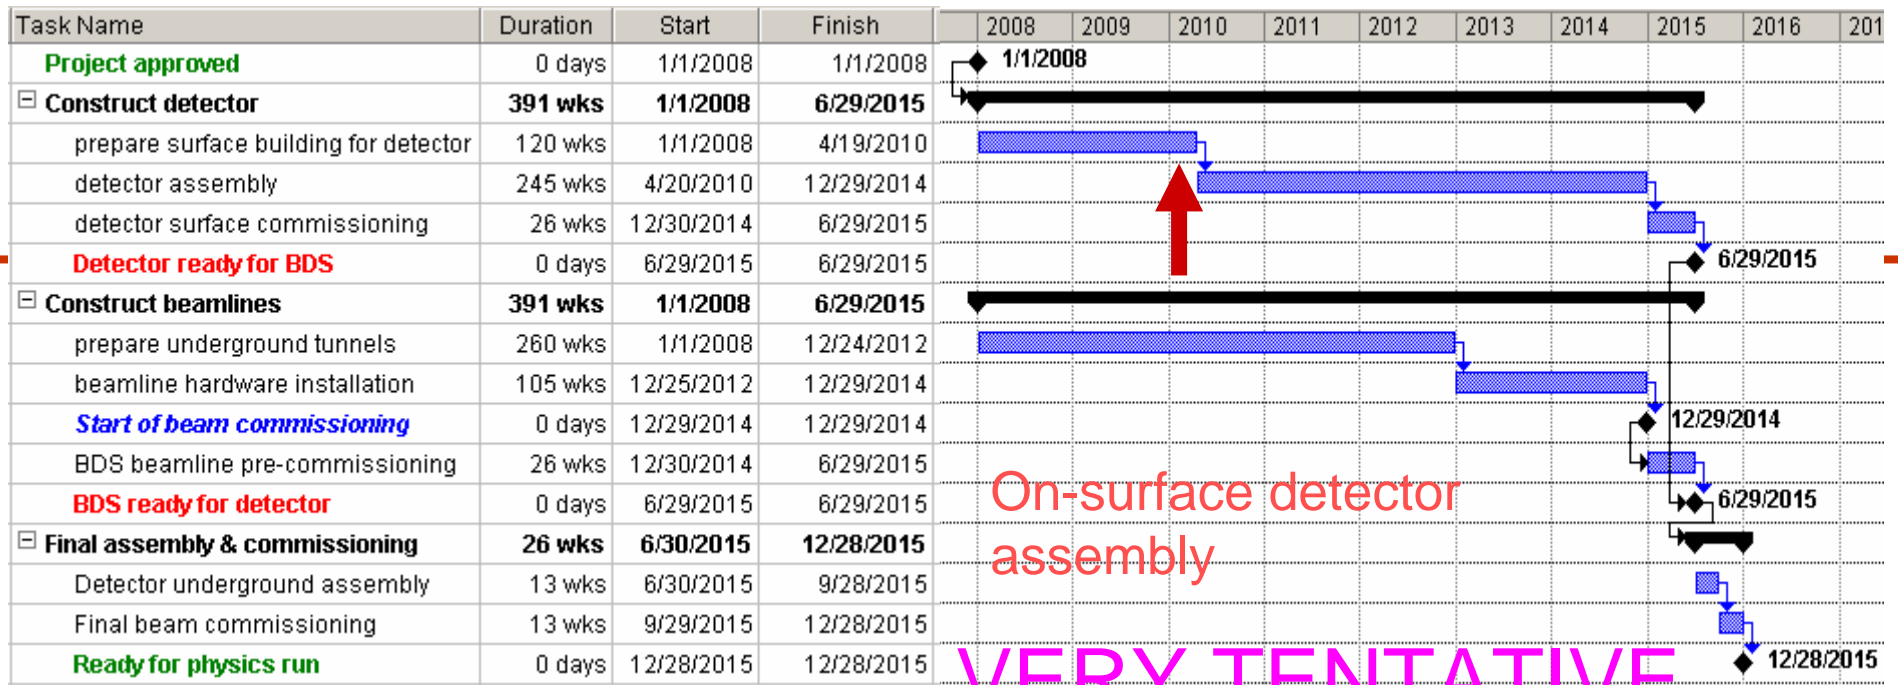 Task Name Duration Start Finish 2008 2009 2010 2011 2012 2013 2014 2015 2016 201
Project approved 0 days 1/1/2008 1/1/2008 1/1/2008
Construct detector 391 wks 1/1/2008 6/29/2015
prepare surface building for detector 120 wks 1/1/2008 4/19/2010
detector assembly 245 wks 4/20/2010 12/29/2014
detector surface commissioning 26 wks 12/30/2014 6/29/2015
Detector ready for BDS 0 days 6/29/2015 6/29/2015 6/29/2015
Construct beamlines 391 wks 1/1/2008 6/29/2015
prepare underground tunnels 260 wks 1/1/2008 12/24/2012
beamline hardware installation 105 wks 12/25/2012 12/29/2014
Start of beam commissioning 0 days 12/29/2014 12/29/2014 12/29/2014
BDS beamline pre-commissioning 26 wks 12/30/2014 6/29/2015
BDS ready for detector 0 days 6/29/2015 6/29/2015 6/29/2015
On-surface detector
assembly
Final assembly & commissioning 26 wks 6/30/2015 12/28/2015
Detector underground assembly 13 wks 6/30/2015 9/28/2015
Final beam commissioning 13 wks 9/29/2015 12/28/2015
Ready for physics run 0 days 12/28/2015 12/28/2015 12/28/2015
VERY TENTATIVE